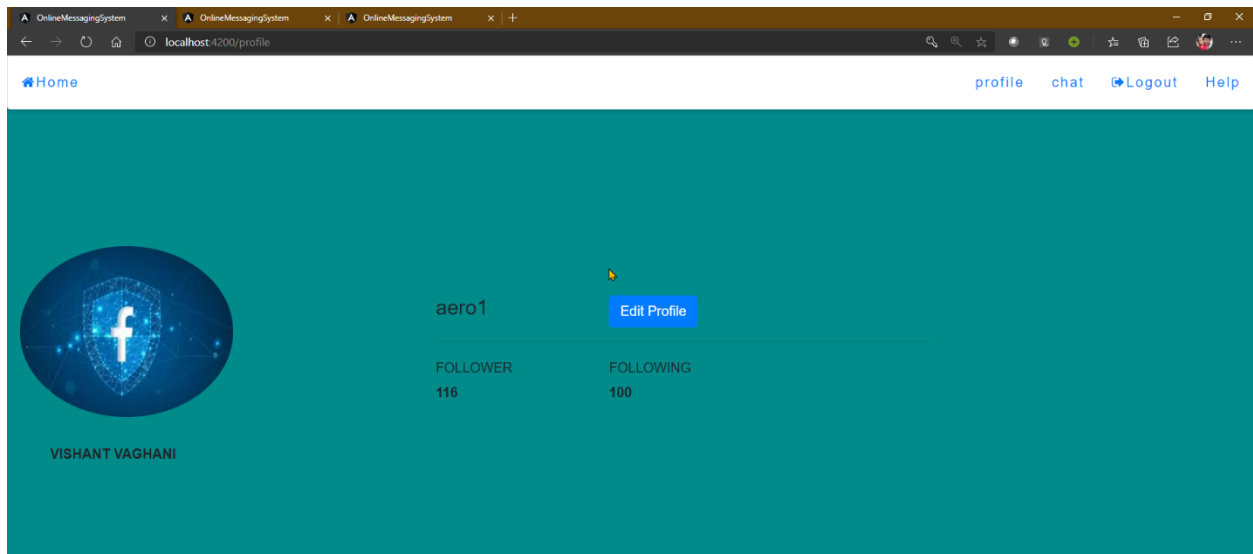 OnlineMessagingSystem OnlineMessagingSystem OnlineMessagingSystem
localhost:4200/profile
Home profile chat Logout Help
aero1 Edit Profile
FOLLOWER FOLLOWING
116 100
VISHANT VAGHANI